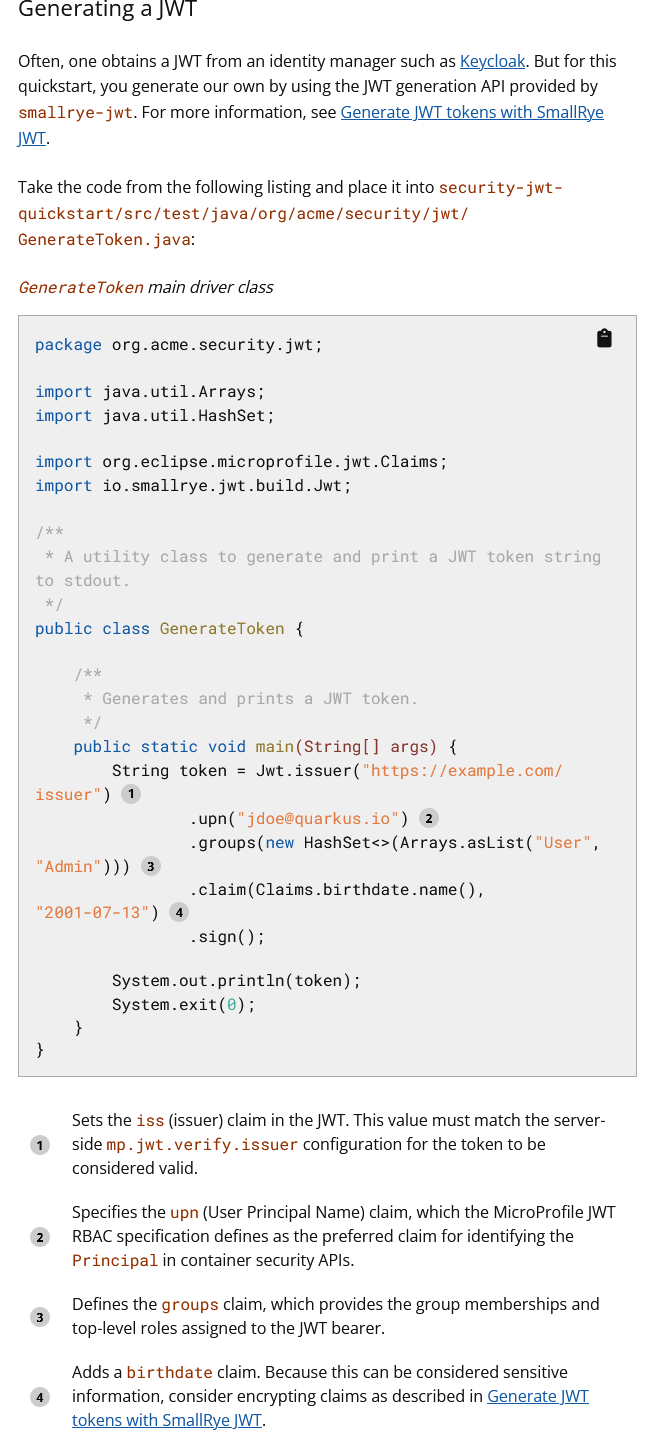 Generating a JWT
Often, one obtains a JWT from an identity manager such as Keycloak. But for this
quickstart, you generate our own by using the JWT generation API provided by
smallrye-jwt. For more information, see Generate JWT tokens with SmallRye
JWT.
Take the code from the following listing and place it into security-jwt-
quickstart/src/test/java/org/acme/security/jwt/
GenerateToken.java:
GenerateToken main driver class
package org.acme.security.jwt;
import java.util.Arrays;
import java.util.HashSet;
import org.eclipse.microprofile.jwt.Claims;
import io.smallrye.jwt.build.Jwt;
/**
 * A utility class to generate and print a JWT token string
to stdout.
 */
public class GenerateToken {
    /**
     * Generates and prints a JWT token.
     */
    public static void main(String[] args) {
        String token = Jwt.issuer("https://example.com/
issuer") 1
                .upn("jdoe@quarkus.io") 2
                .groups(new HashSet<>(Arrays.asList("User",
"Admin"))) 3
                .claim(Claims.birthdate.name(),
"2001-07-13") 4
                .sign();
        System.out.println(token);
        System.exit(0);
    }
}
1 Sets the iss (issuer) claim in the JWT. This value must match the server-
side mp.jwt.verify.issuer configuration for the token to be
considered valid.
2 Specifies the upn (User Principal Name) claim, which the MicroProfile JWT
RBAC specification defines as the preferred claim for identifying the
Principal in container security APIs.
3 Defines the groups claim, which provides the group memberships and
top-level roles assigned to the JWT bearer.
4 Adds a birthdate claim. Because this can be considered sensitive
information, consider encrypting claims as described in Generate JWT
tokens with SmallRye JWT.